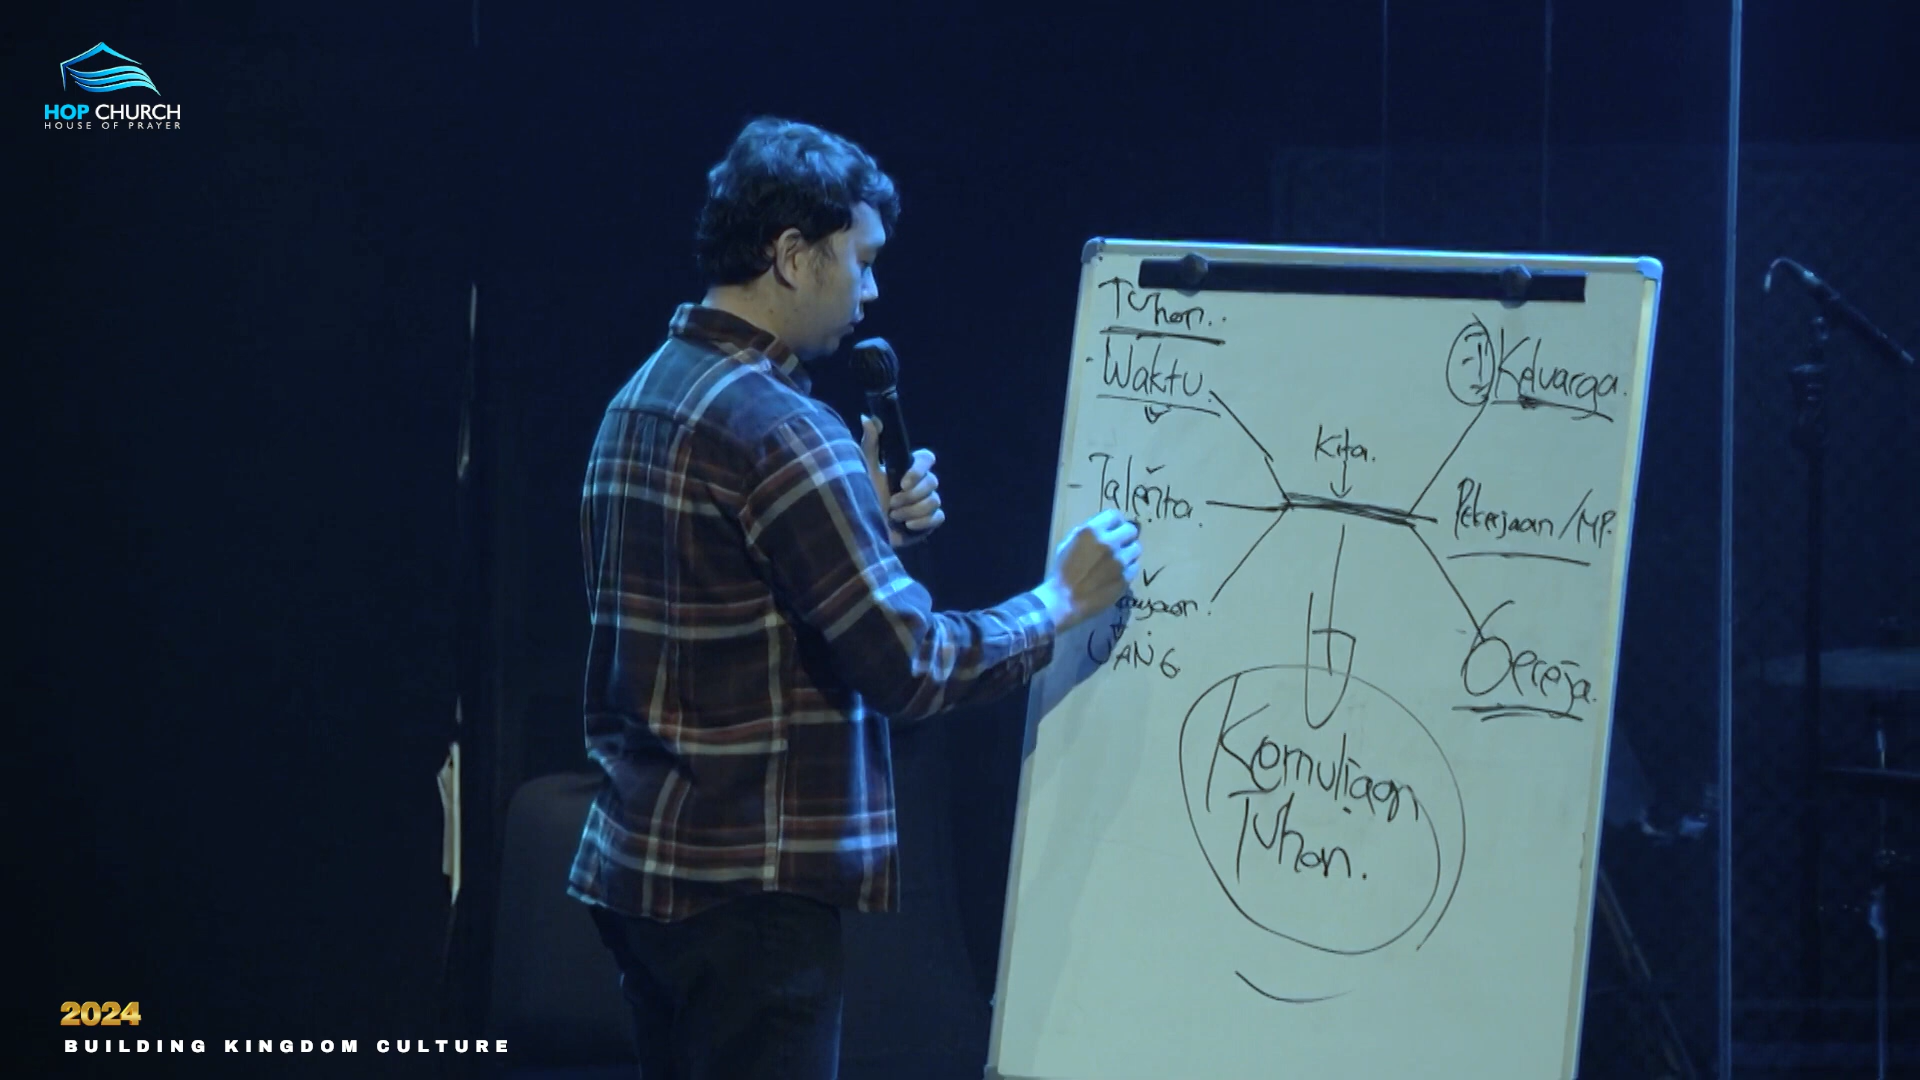 HOP CHURCH
HOUSE OF PRAYER
Tuhan..
- Waktu.
- Talenta.
UANG
Kita.
Keluarga.
Pekerjaan / MP.
Gereja.
Kemuliaan
Tuhan.
2024
BUILDING KINGDOM CULTURE